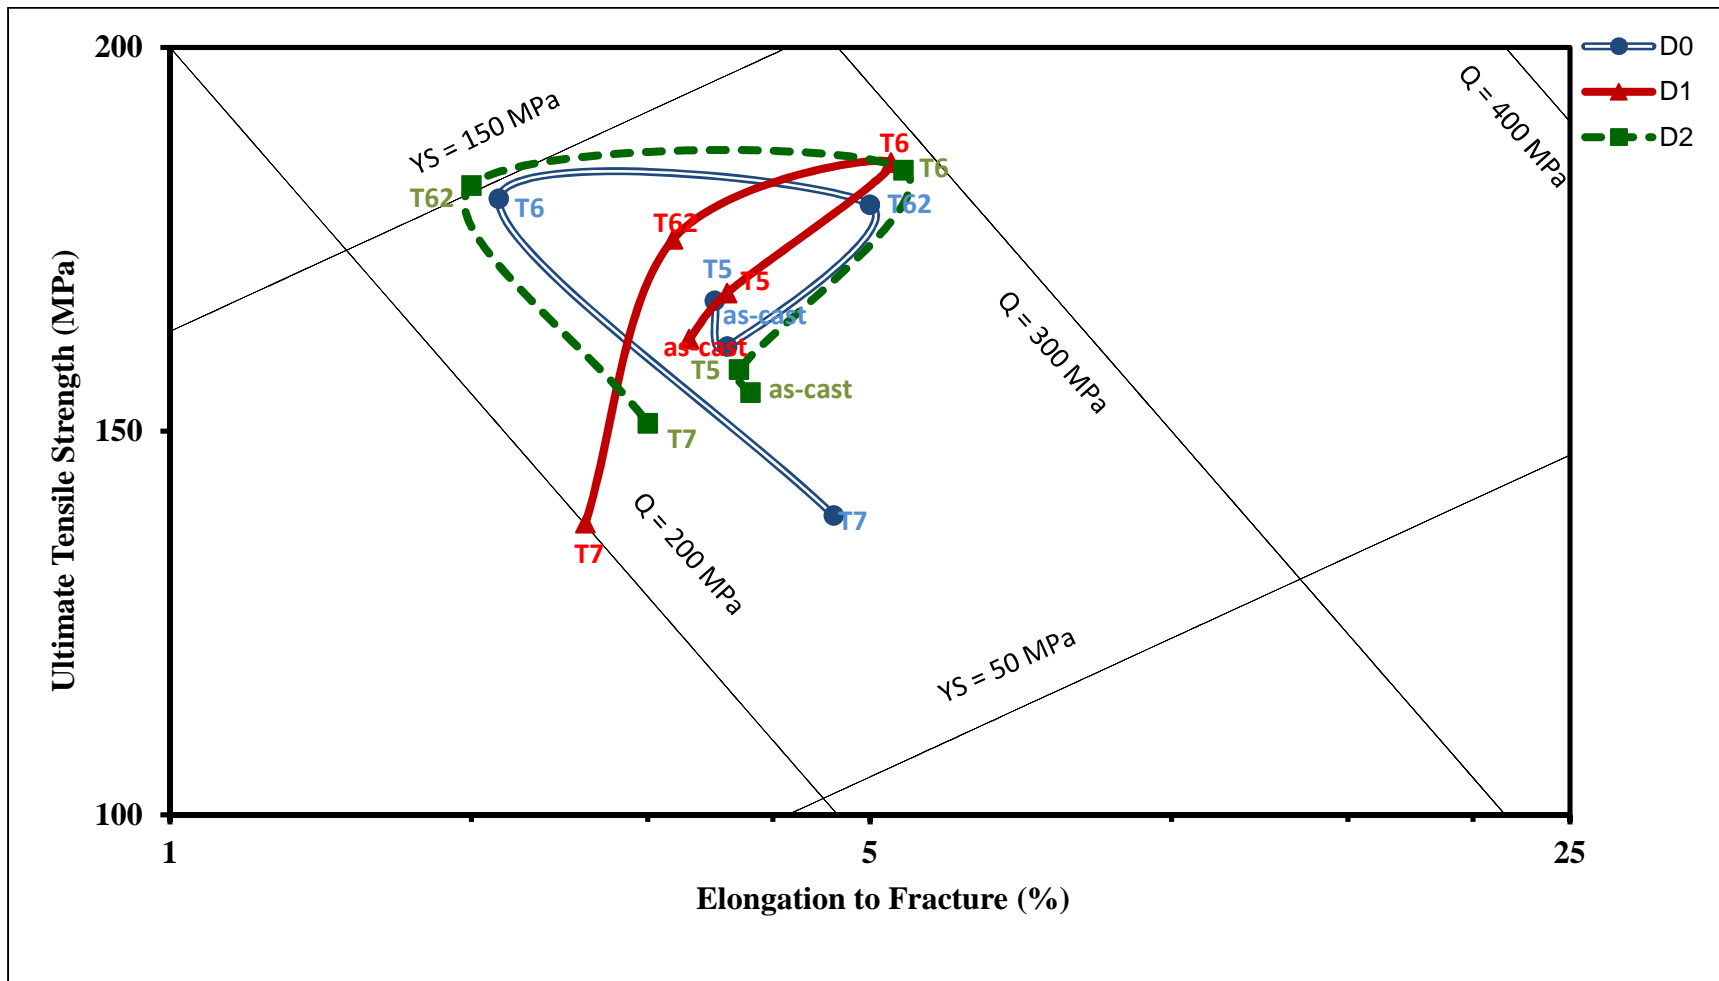 200
150
100
1
5
25
Ultimate Tensile Strength (MPa)
Elongation to Fracture (%)
D0
D1
D2
YS = 150 MPa
Q = 400 MPa
Q = 300 MPa
Q = 200 MPa
YS = 50 MPa
T6
T6
T62
T6
T62
T62
T5
T5
as-cast
as-cast
T5
as-cast
T7
T7
T7